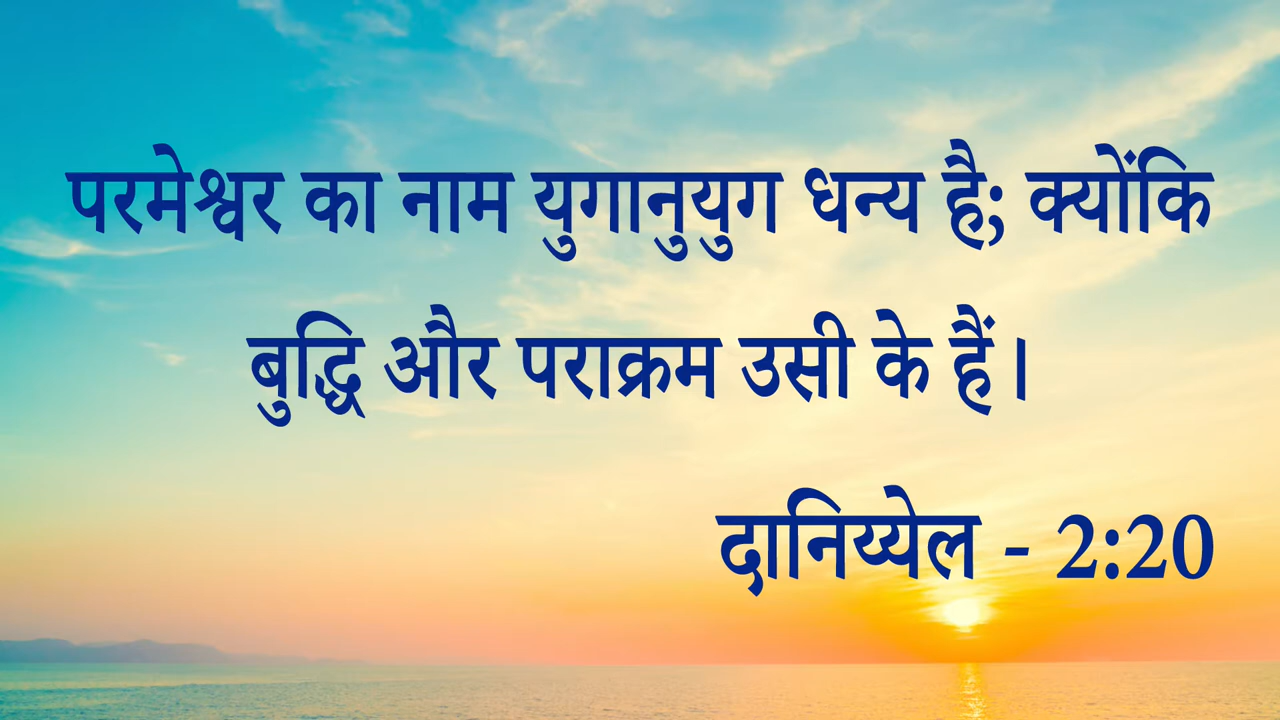 परमेश्वर का नाम युगानुयुग धन्य है; क्योंकि
बुद्धि और पराक्रम उसी के हैं।
दानिय्येल - 2:20